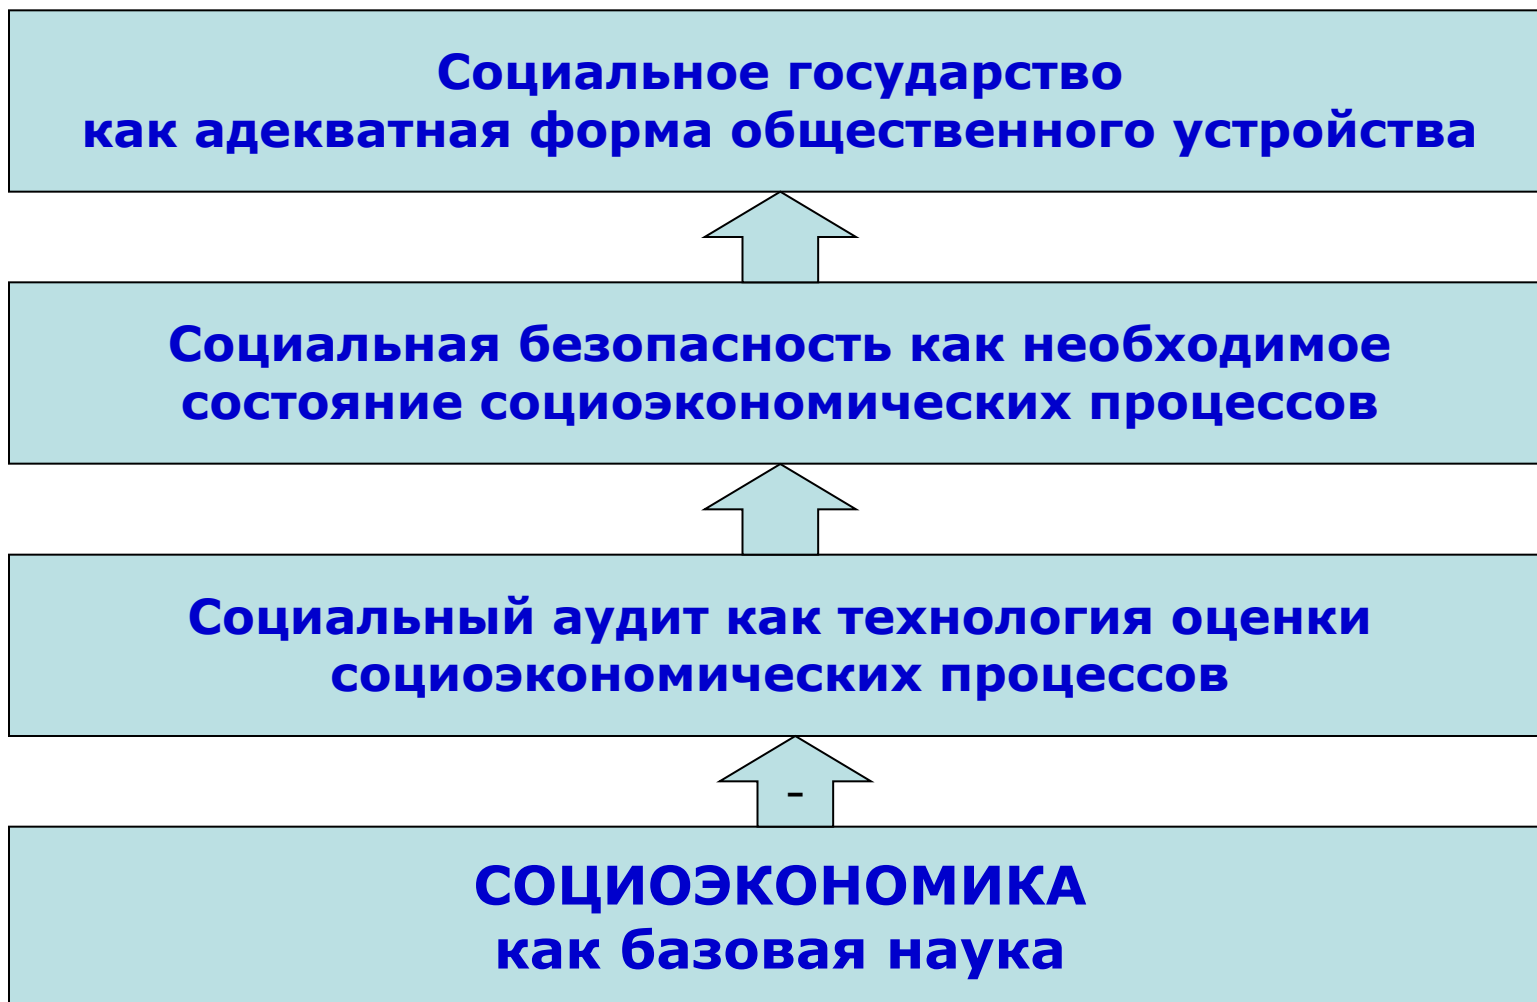 Социальное государство
как адекватная форма общественного устройства
Социальная безопасность как необходимое
состояние социоэкономических процессов
Социальный аудит как технология оценки
социоэкономических процессов
-
СОЦИОЭКОНОМИКА
как базовая наука